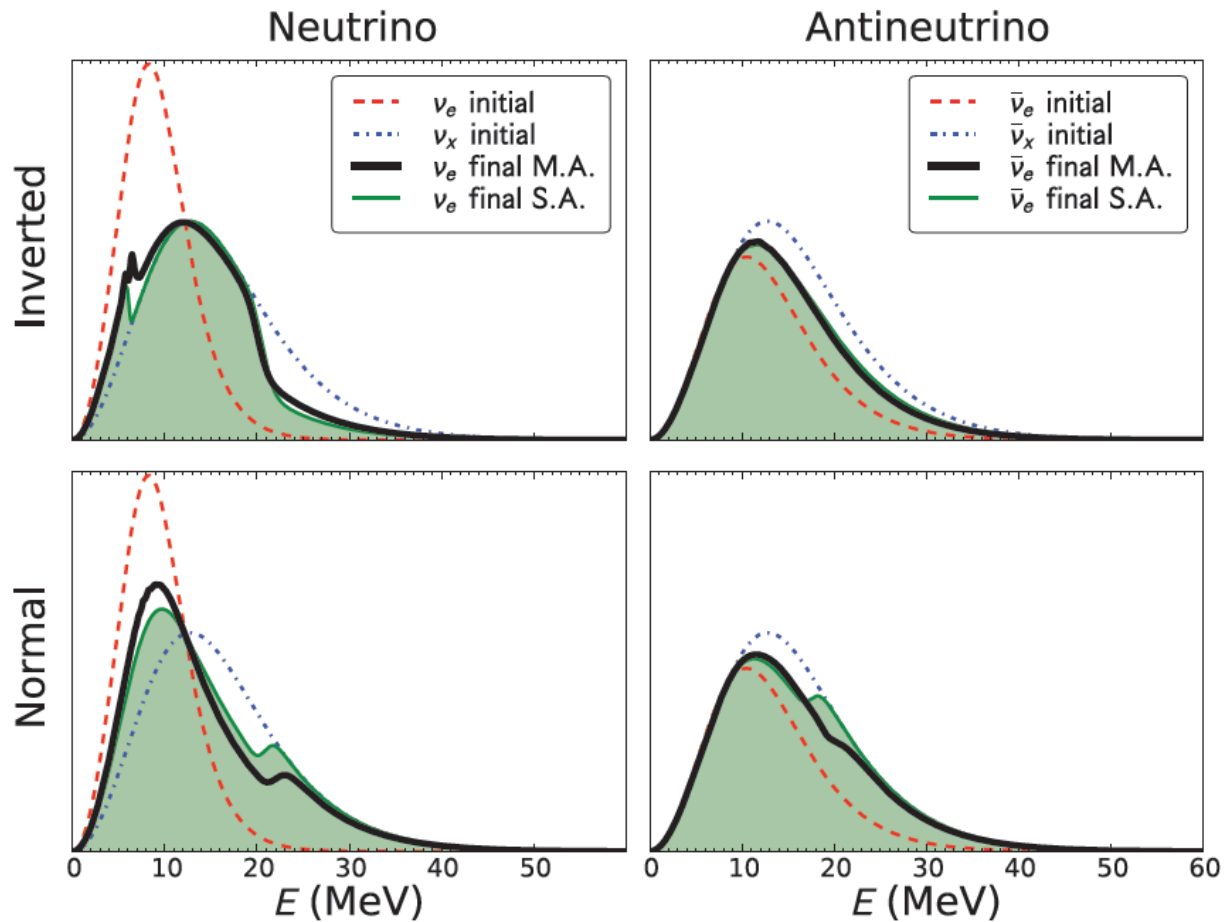 Neutrino
Antineutrino
Inverted
νₑ initial
νₓ initial
νₑ final M.A.
νₑ final S.A.
ν̄ₑ initial
ν̄ₓ initial
ν̄ₑ final M.A.
ν̄ₑ final S.A.
Normal
0 10 20 30 40 50
0 10 20 30 40 50 60
E (MeV)
E (MeV)